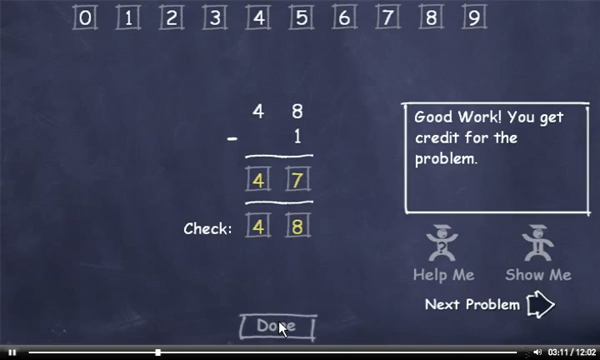 0 1 2 3 4 5 6 7 8 9
4 8
- 1
4 7
Check: 4 8
Good Work! You get
credit for the
problem.
?
!
Help Me Show Me
Next Problem
Done
03:11 / 12:02